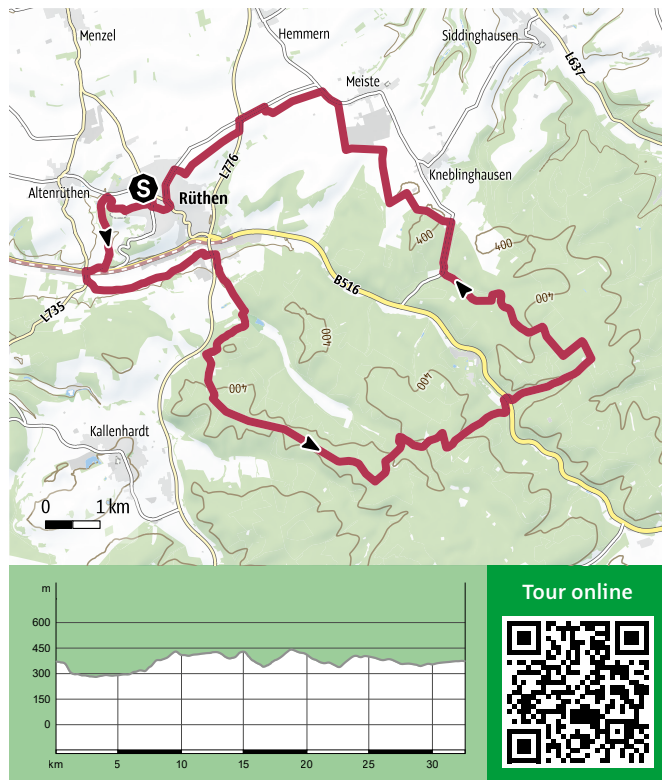 Menzel
Hemmern
Siddinghausen
L637
Meiste
L776
Kneblinghausen
Altenrüthen
S
Rüthen
400
400
B516
400
L735
400
400
400
Kallenhardt
0 1 km
m
600
450
300
150
0
km 5 10 15 20 25 30
Tour online